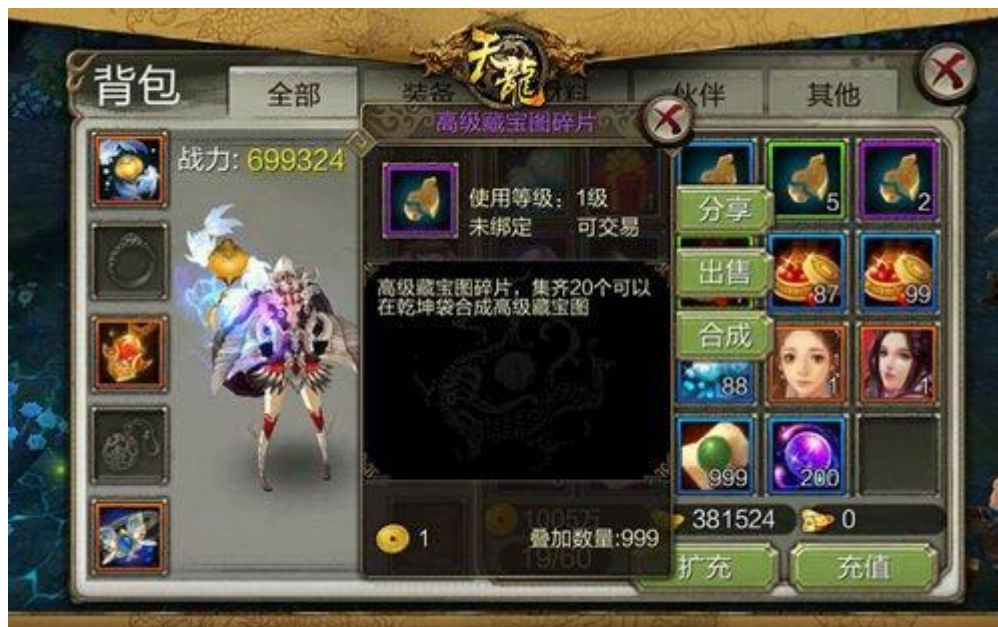 天龍
背包
全部
装备
材料
伙伴
其他
战力: 699324
高级藏宝图碎片
使用等级: 1级
未绑定 可交易
高级藏宝图碎片，集齐20个可以
在乾坤袋合成高级藏宝图
1
叠加数量:999
分享
出售
合成
5
2
87
99
88
1
1
999
200
381524
0
扩充
充值